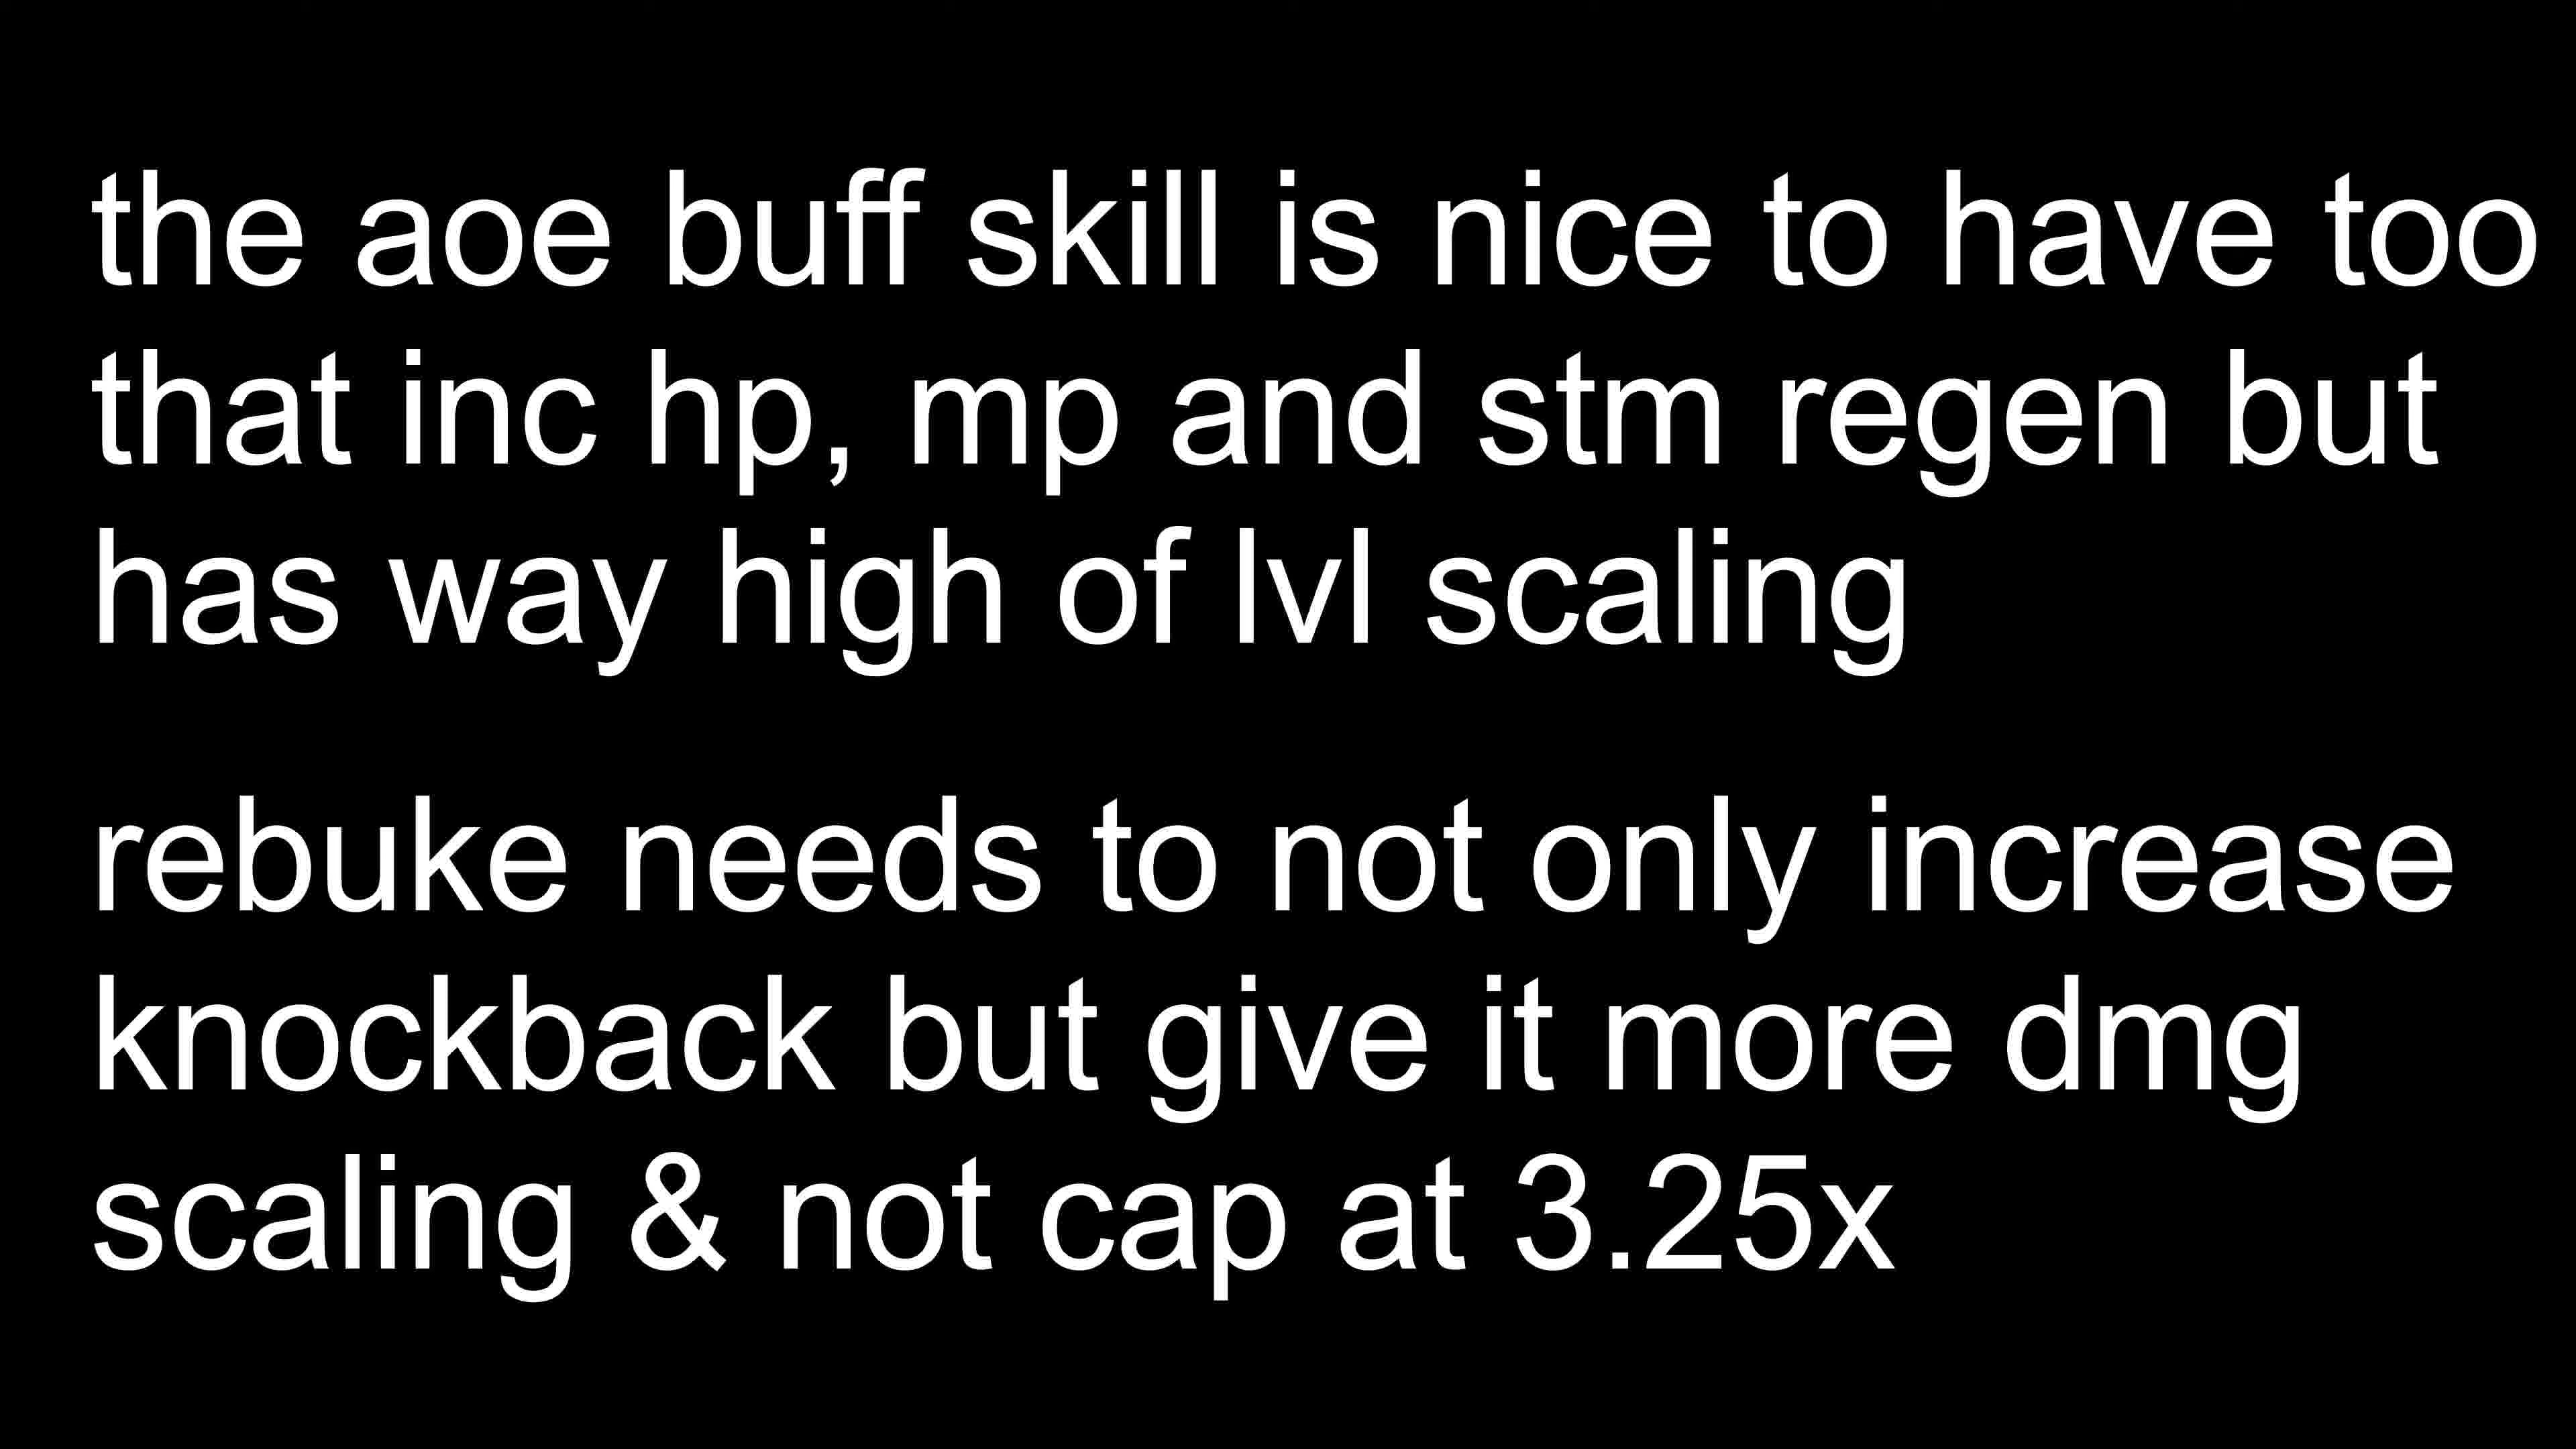 the aoe buff skill is nice to have too
that inc hp, mp and stm regen but
has way high of lvl scaling
rebuke needs to not only increase
knockback but give it more dmg
scaling & not cap at 3.25x